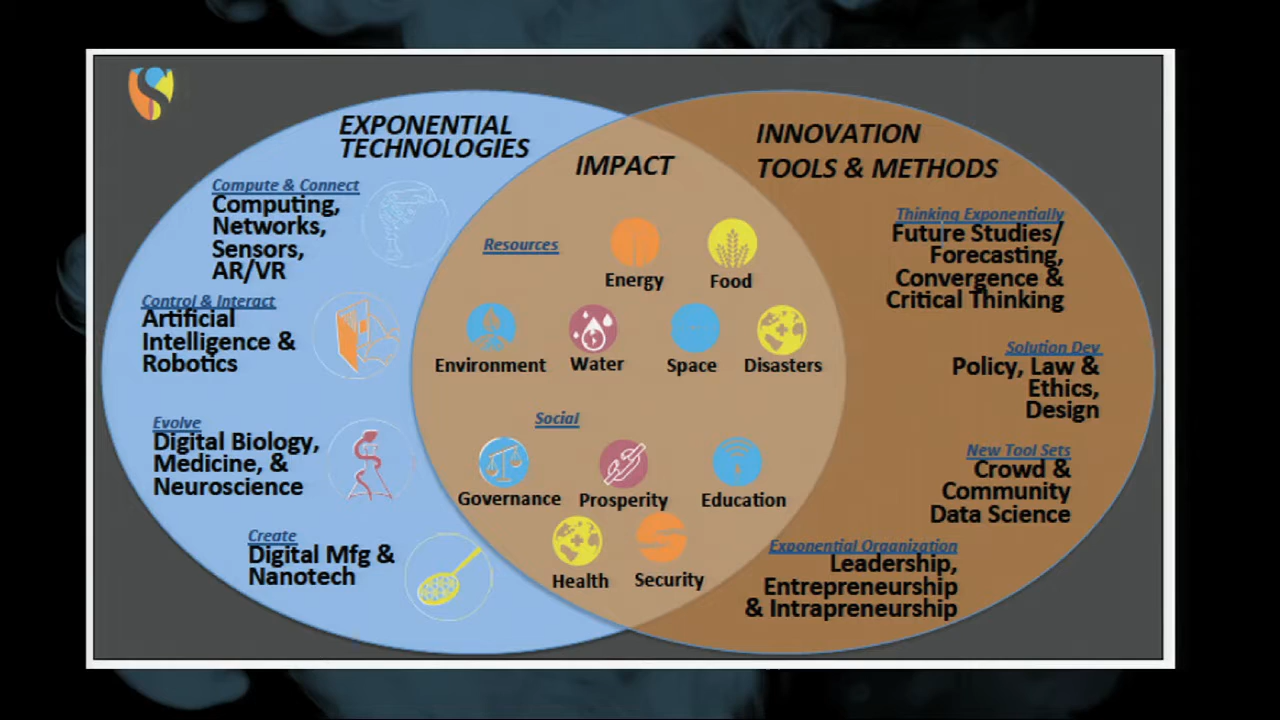 EXPONENTIAL
TECHNOLOGIES
Compute & Connect
Computing,
Networks,
Sensors,
AR/VR
Control & Interact
Artificial
Intelligence &
Robotics
Evolve
Digital Biology,
Medicine, &
Neuroscience
Create
Digital Mfg &
Nanotech
IMPACT
Resources
Energy
Food
Environment
Water
Space
Disasters
Social
Governance
Prosperity
Education
Health
Security
INNOVATION
TOOLS & METHODS
Thinking Exponentially
Future Studies/
Forecasting,
Convergence &
Critical Thinking
Solution Dev
Policy, Law &
Ethics,
Design
New Tool Sets
Crowd &
Community
Data Science
Exponential Organization
Leadership,
Entrepreneurship
& Intrapreneurship